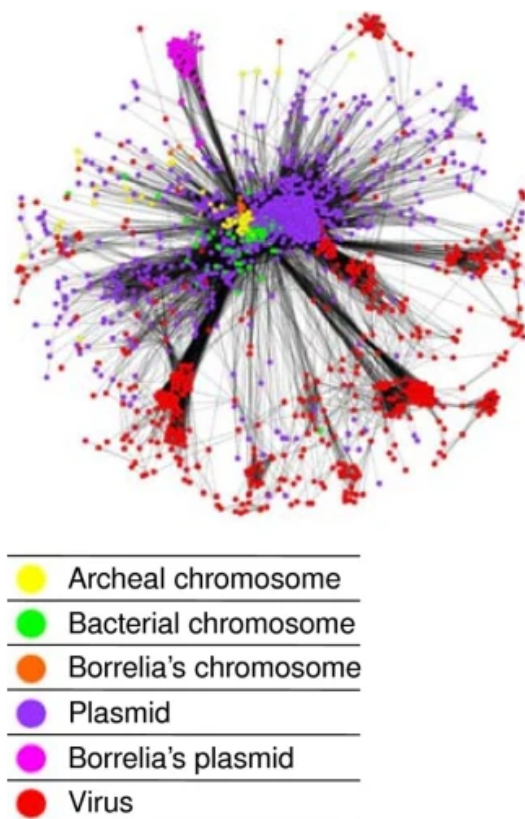 Archeal chromosome
Bacterial chromosome
Borrelia's chromosome
Plasmid
Borrelia's plasmid
Virus